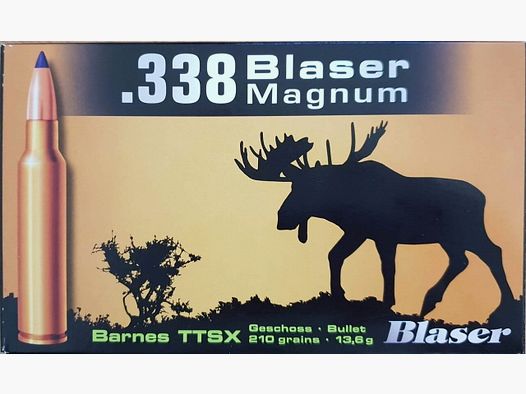 .338 Blaser
Magnum
Barnes TTSX Geschoss · Bullet
210 grains · 13,6 g
Blaser